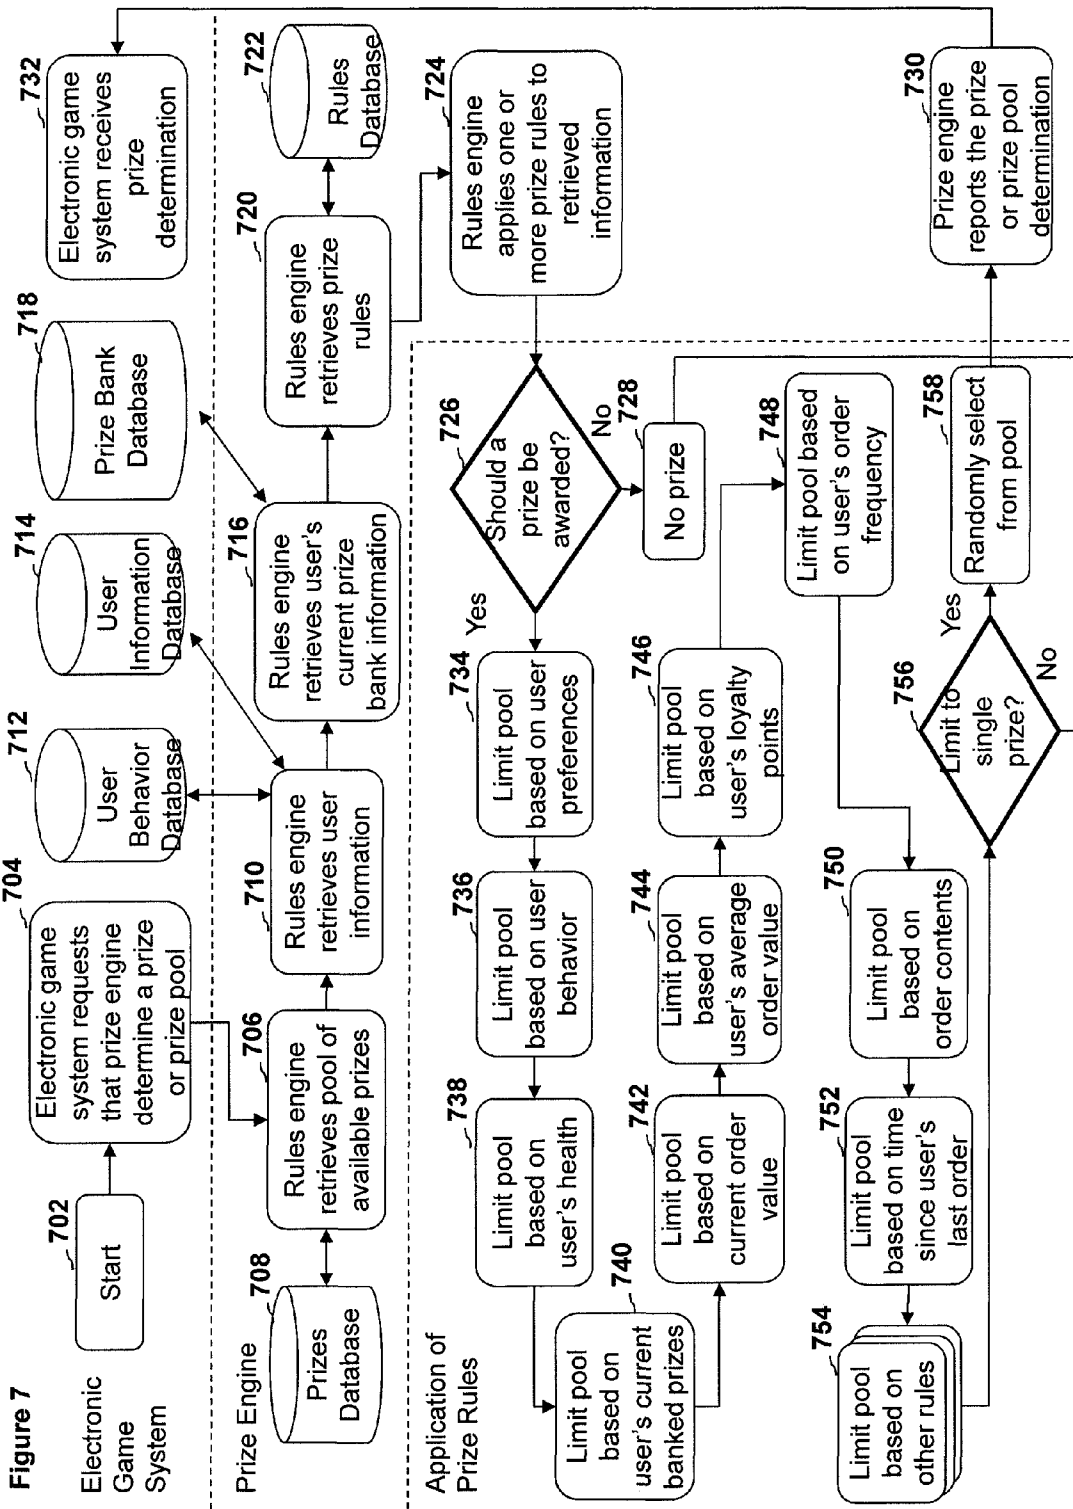 Figure 7
Electronic
Game
System
702
Start
704
Electronic game
system requests
that prize engine
determine a prize
or prize pool
712
User
Behavior
Database
714
User
Information
Database
718
Prize Bank
Database
732
Electronic game
system receives
prize
determination
Prize Engine
708
Prizes
Database
706
Rules engine
retrieves pool of
available prizes
710
Rules engine
retrieves user
information
716
Rules engine
retrieves user's
current prize
bank information
720
Rules engine
retrieves prize
rules
722
Rules
Database
724
Rules engine
applies one or
more prize rules to
retrieved
information
Application of
Prize Rules
726
Should a
prize be
awarded?
No
728
No prize
Yes
734
Limit pool
based on user
preferences
736
Limit pool
based on user
behavior
738
Limit pool
based on
user's health
740
Limit pool
based on
user's current
banked prizes
742
Limit pool
based on
current order
value
744
Limit pool
based on
user's average
order value
746
Limit pool
based on
user's loyalty
points
748
Limit pool based
on user's order
frequency
750
Limit pool
based on
order contents
752
Limit pool
based on time
since user's
last order
754
Limit pool
based on
other rules
756
Limit to
single
prize?
Yes
No
758
Randomly select
from pool
730
Prize engine
reports the prize
or prize pool
determination